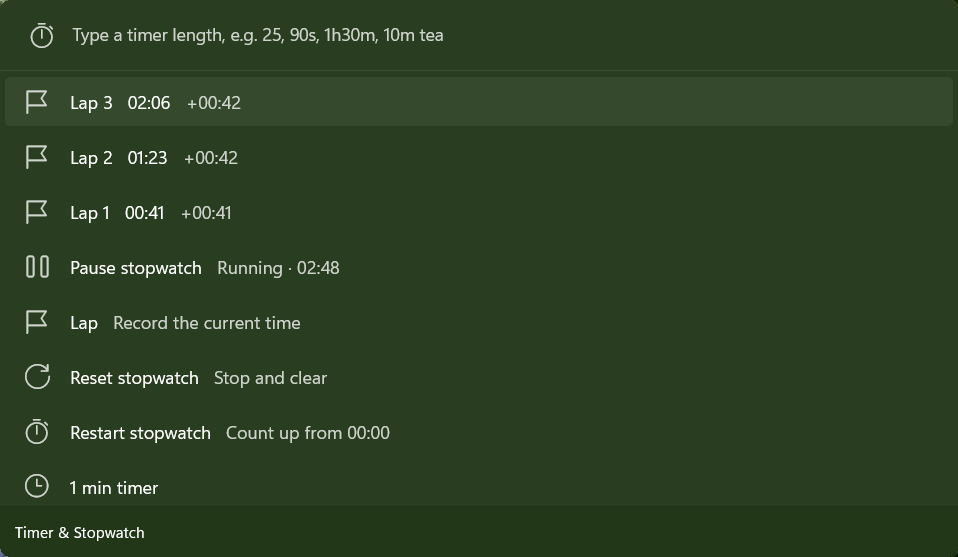 Type a timer length, e.g. 25, 90s, 1h30m, 10m tea
Lap 3 02:06 +00:42
Lap 2 01:23 +00:42
Lap 1 00:41 +00:41
Pause stopwatch Running · 02:48
Lap Record the current time
Reset stopwatch Stop and clear
Restart stopwatch Count up from 00:00
1 min timer
Timer & Stopwatch